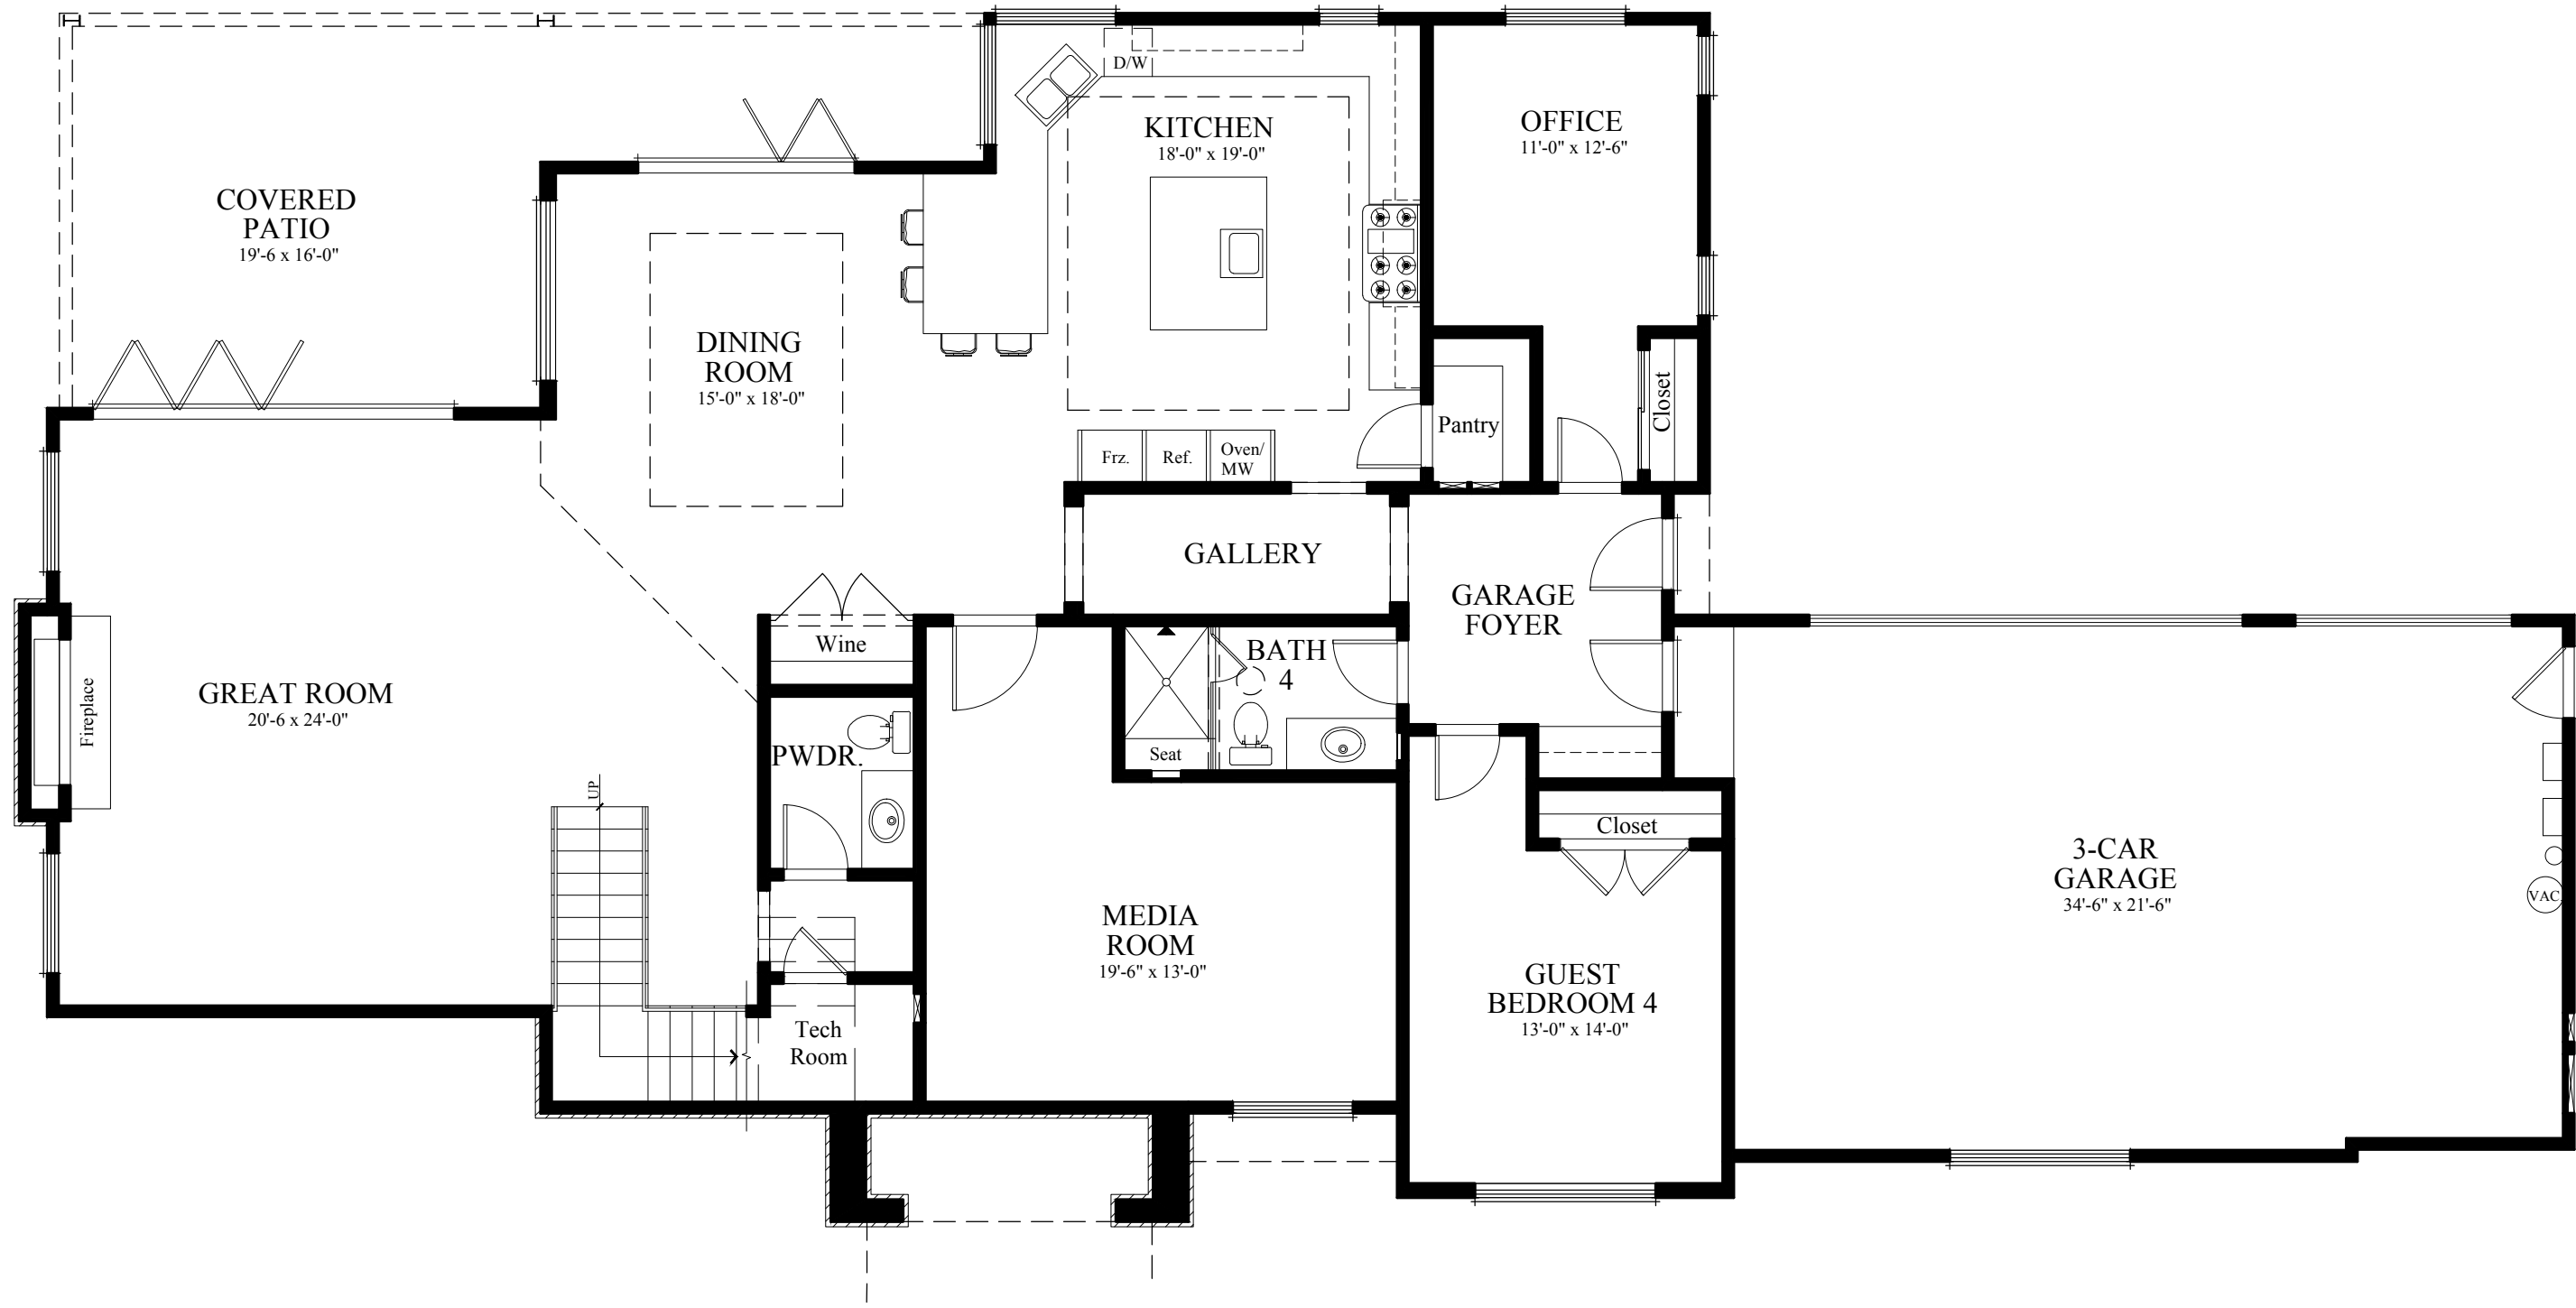 D/W
KITCHEN
18'-0" x 19'-0"
OFFICE
11'-0" x 12'-6"
COVERED
PATIO
19'-6 x 16'-0"
DINING
ROOM
15'-0" x 18'-0"
Closet
Pantry
Frz.
Ref.
Oven/
MW
GALLERY
GARAGE
FOYER
Wine
BATH
4
GREAT ROOM
20'-6 x 24'-0"
Fireplace
PWDR.
Seat
UP
Closet
3-CAR
GARAGE
34'-6" x 21'-6"
VAC.
MEDIA
ROOM
19'-6" x 13'-0"
GUEST
BEDROOM 4
13'-0" x 14'-0"
Tech
Room